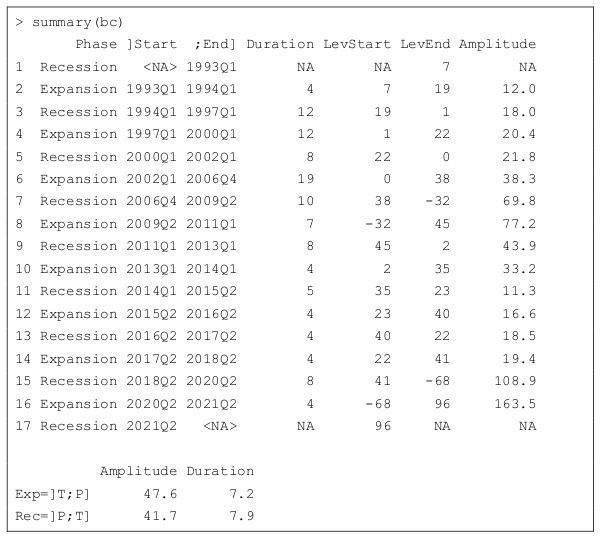 > summary(bc)
Phase ]Start ;End] Duration LevStart LevEnd Amplitude
1 Recession <NA> 1993Q1 NA NA 7 NA
2 Expansion 1993Q1 1994Q1 4 7 19 12.0
3 Recession 1994Q1 1997Q1 12 19 1 18.0
4 Expansion 1997Q1 2000Q1 12 1 22 20.4
5 Recession 2000Q1 2002Q1 8 22 0 21.8
6 Expansion 2002Q1 2006Q4 19 0 38 38.3
7 Recession 2006Q4 2009Q2 10 38 -32 69.8
8 Expansion 2009Q2 2011Q1 7 -32 45 77.2
9 Recession 2011Q1 2013Q1 8 45 2 43.9
10 Expansion 2013Q1 2014Q1 4 2 35 33.2
11 Recession 2014Q1 2015Q2 5 35 23 11.3
12 Expansion 2015Q2 2016Q2 4 23 40 16.6
13 Recession 2016Q2 2017Q2 4 40 22 18.5
14 Expansion 2017Q2 2018Q2 4 22 41 19.4
15 Recession 2018Q2 2020Q2 8 41 -68 108.9
16 Expansion 2020Q2 2021Q2 4 -68 96 163.5
17 Recession 2021Q2 <NA> NA 96 NA NA
Amplitude Duration
Exp=]T;P] 47.6 7.2
Rec=]P;T] 41.7 7.9